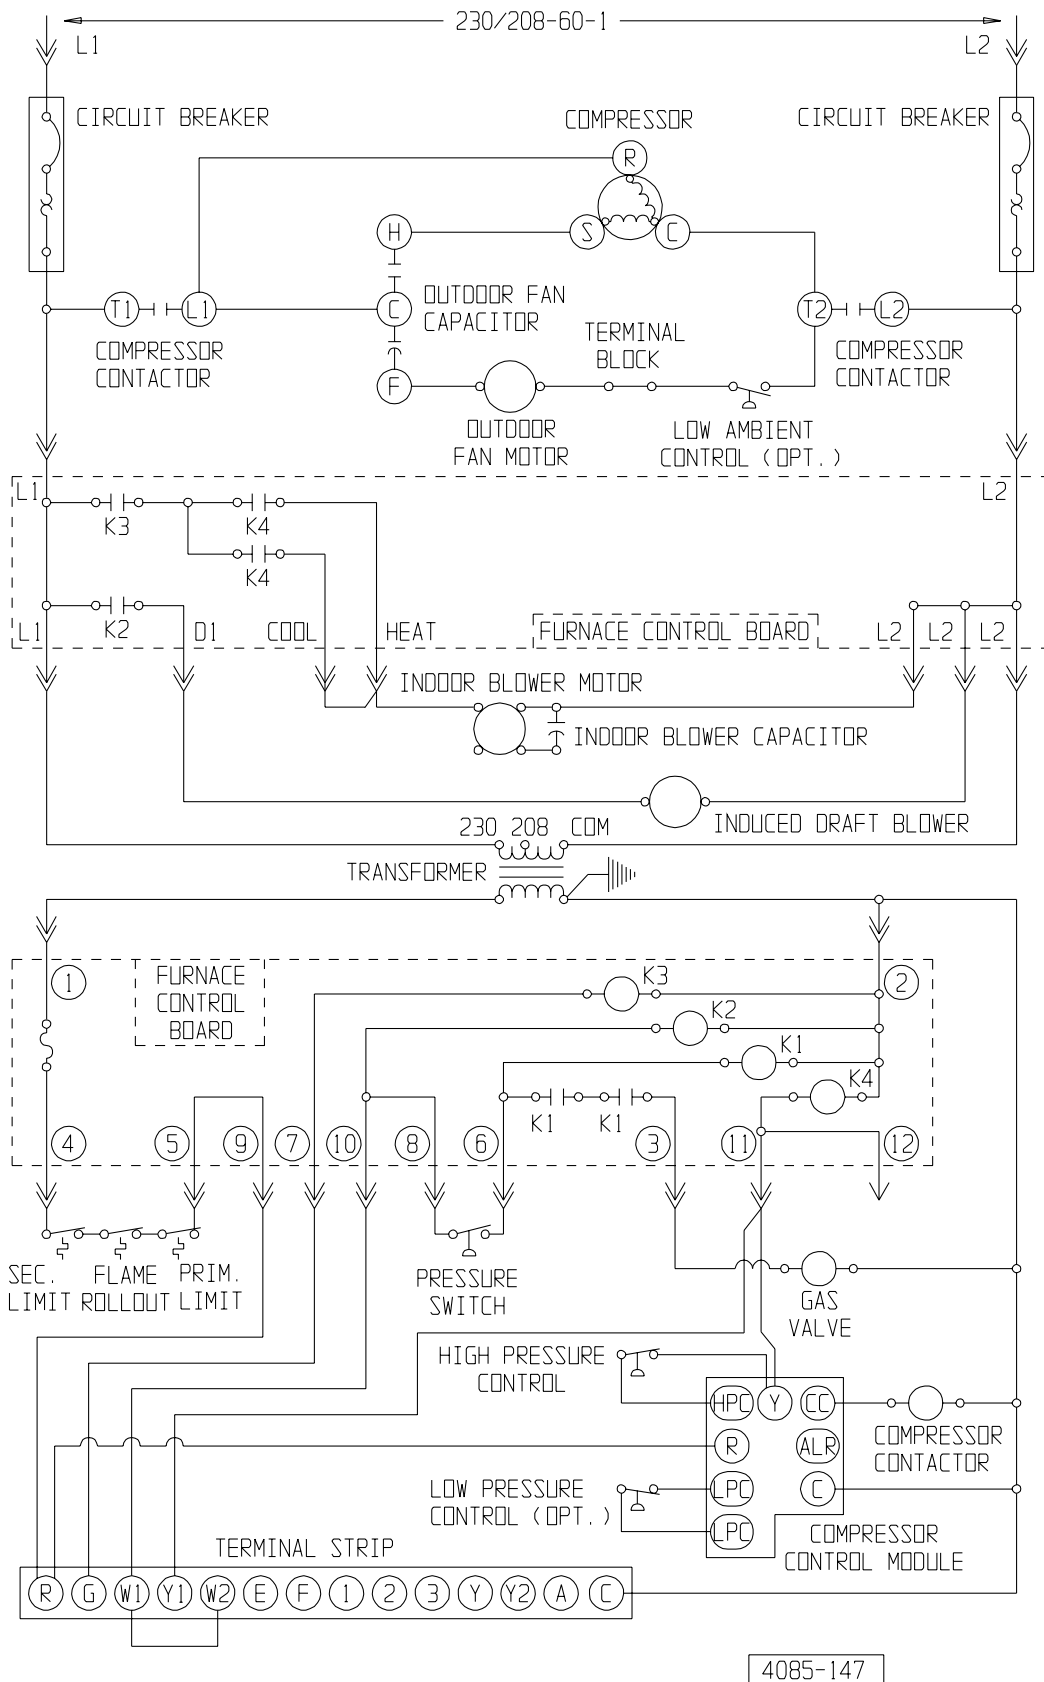 230/208-60-1
L1
L2
CIRCUIT BREAKER
COMPRESSOR
CIRCUIT BREAKER
R
H
S
C
T1
L1
C
OUTDOOR FAN
CAPACITOR
T2
L2
COMPRESSOR
CONTACTOR
TERMINAL
BLOCK
COMPRESSOR
CONTACTOR
F
OUTDOOR
FAN MOTOR
LOW AMBIENT
CONTROL (OPT.)
L1
L2
K3
K4
K4
L1
K2
D1
COOL
HEAT
FURNACE CONTROL BOARD
L2
L2
L2
INDOOR BLOWER MOTOR
INDOOR BLOWER CAPACITOR
INDUCED DRAFT BLOWER
230 208 COM
TRANSFORMER
1
FURNACE
CONTROL
BOARD
K3
2
K2
K1
K4
K1
K1
4
5
9
7
10
8
6
3
11
12
SEC.
LIMIT
FLAME
ROLLOUT
PRIM.
LIMIT
PRESSURE
SWITCH
GAS
VALVE
HIGH PRESSURE
CONTROL
HPC
Y
CC
COMPRESSOR
CONTACTOR
R
ALR
LOW PRESSURE
CONTROL (OPT.)
LPC
C
LPC
COMPRESSOR
CONTROL MODULE
TERMINAL STRIP
R G W1 Y1 W2 E F 1 2 3 Y Y2 A C
4085-147